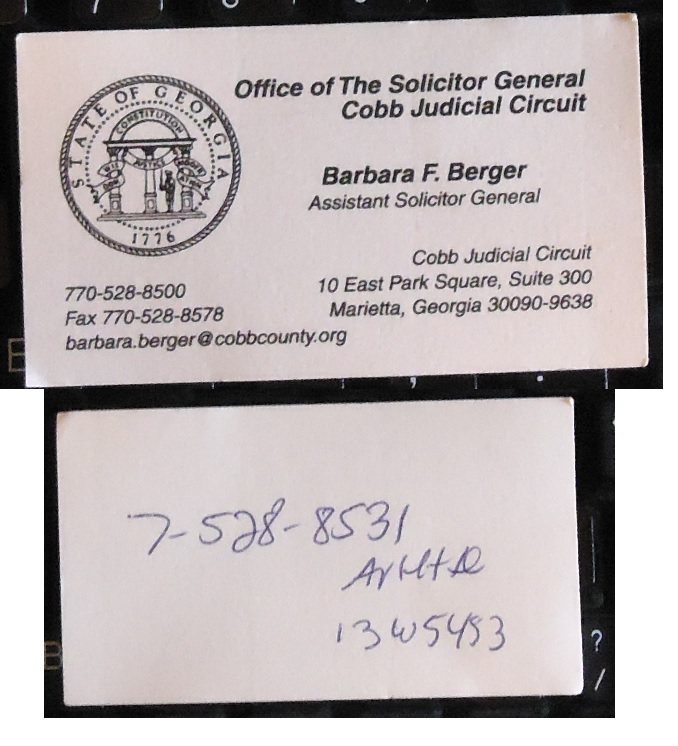 STATE OF GEORGIA
CONSTITUTION
JUSTICE
1776
Office of The Solicitor General
Cobb Judicial Circuit
Barbara F. Berger
Assistant Solicitor General
Cobb Judicial Circuit
10 East Park Square, Suite 300
Marietta, Georgia 30090-9638
770-528-8500
Fax 770-528-8578
barbara.berger@cobbcounty.org
7-528-8531
13W5493